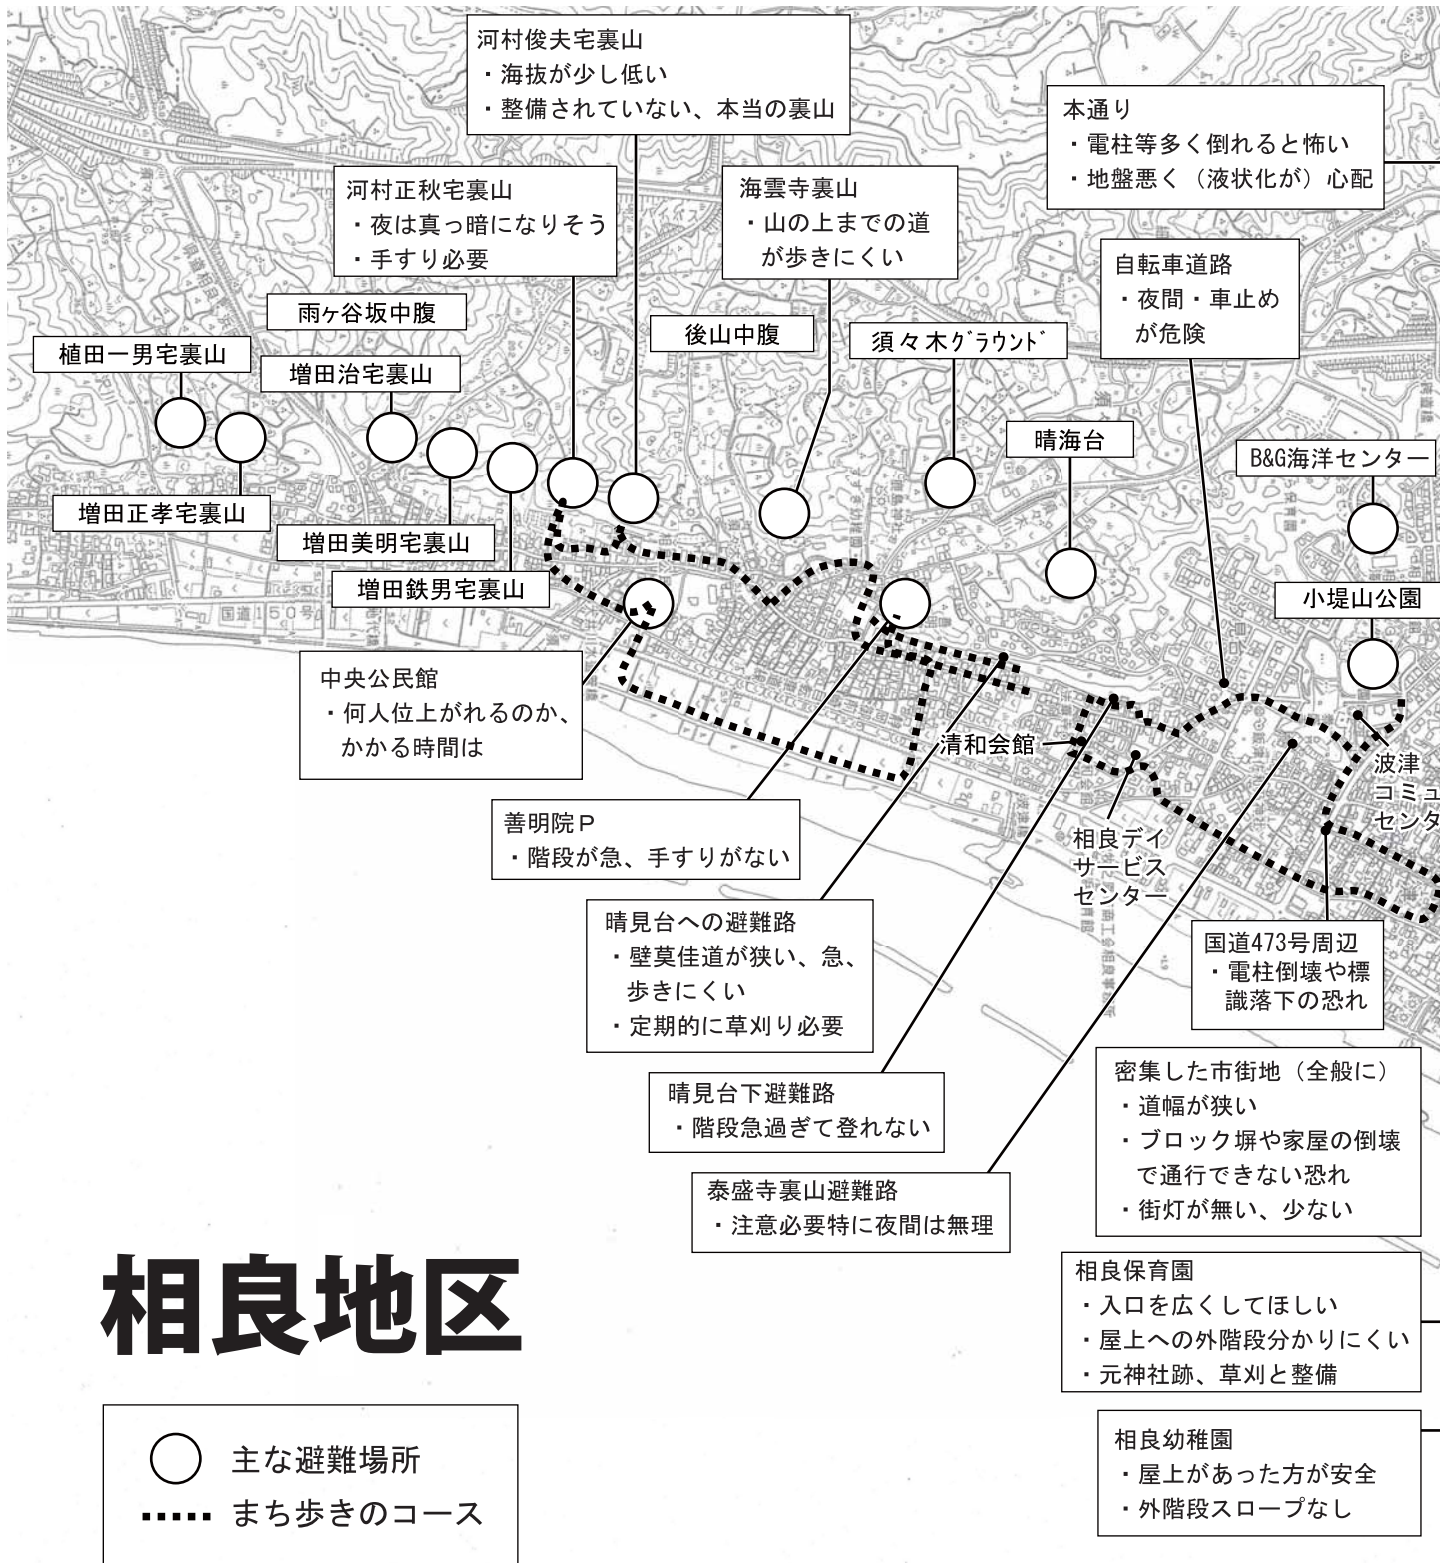 河村俊夫宅裏山
・海抜が少し低い
・整備されていない、本当の裏山
本通り
・電柱等多く倒れると怖い
・地盤悪く（液状化が）心配
河村正秋宅裏山
・夜は真っ暗になりそう
・手すり必要
海雲寺裏山
・山の上までの道
が歩きにくい
自転車道路
・夜間・車止め
が危険
雨ヶ谷坂中腹
植田一男宅裏山
増田治宅裏山
後山中腹
須々木グラウンド
晴海台
B&G海洋センター
増田正孝宅裏山
増田美明宅裏山
増田鉄男宅裏山
小堤山公園
国道150号
中央公民館
・何人位上がれるのか、
かかる時間は
清和会館
波津
コミュ
センタ
善明院Ｐ
・階段が急、手すりがない
相良デイ
サービス
センター
晴見台への避難路
・壁莫佳道が狭い、急、
歩きにくい
・定期的に草刈り必要
国道473号周辺
・電柱倒壊や標
識落下の恐れ
晴見台下避難路
・階段急過ぎて登れない
密集した市街地（全般に）
・道幅が狭い
・ブロック塀や家屋の倒壊
で通行できない恐れ
・街灯が無い、少ない
泰盛寺裏山避難路
・注意必要特に夜間は無理
相良保育園
・入口を広くしてほしい
・屋上への外階段分かりにくい
・元神社跡、草刈と整備
相良幼稚園
・屋上があった方が安全
・外階段スロープなし
相良地区
主な避難場所
まち歩きのコース